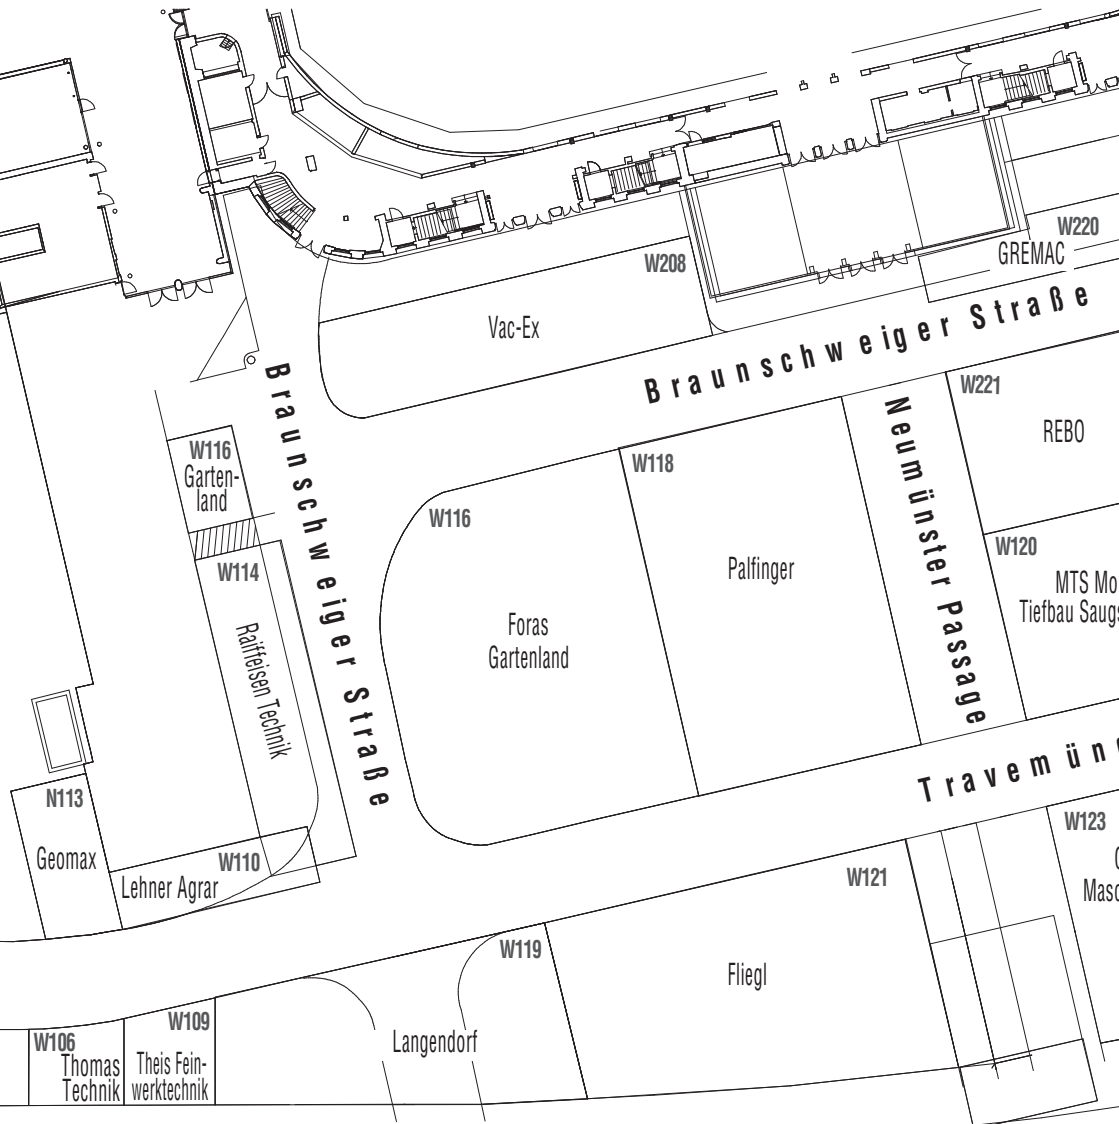 W220
GREMAC
W208
Vac-Ex
Braunschweiger Straße
Braunschweiger Straße
Neumünster Passage
W221
REBO
W116
Garten-
land
W118
W116
Palfinger
W120
MTS Mo
Tiefbau Saugs
W114
Raiffeisen Technik
Foras
Gartenland
Travemün
N113
Geomax
W110
Lehner Agrar
W123
Masc
W121
W119
Fliegl
Langendorf
W109
Theis Fein-
werktechnik
W106
Thomas
Technik